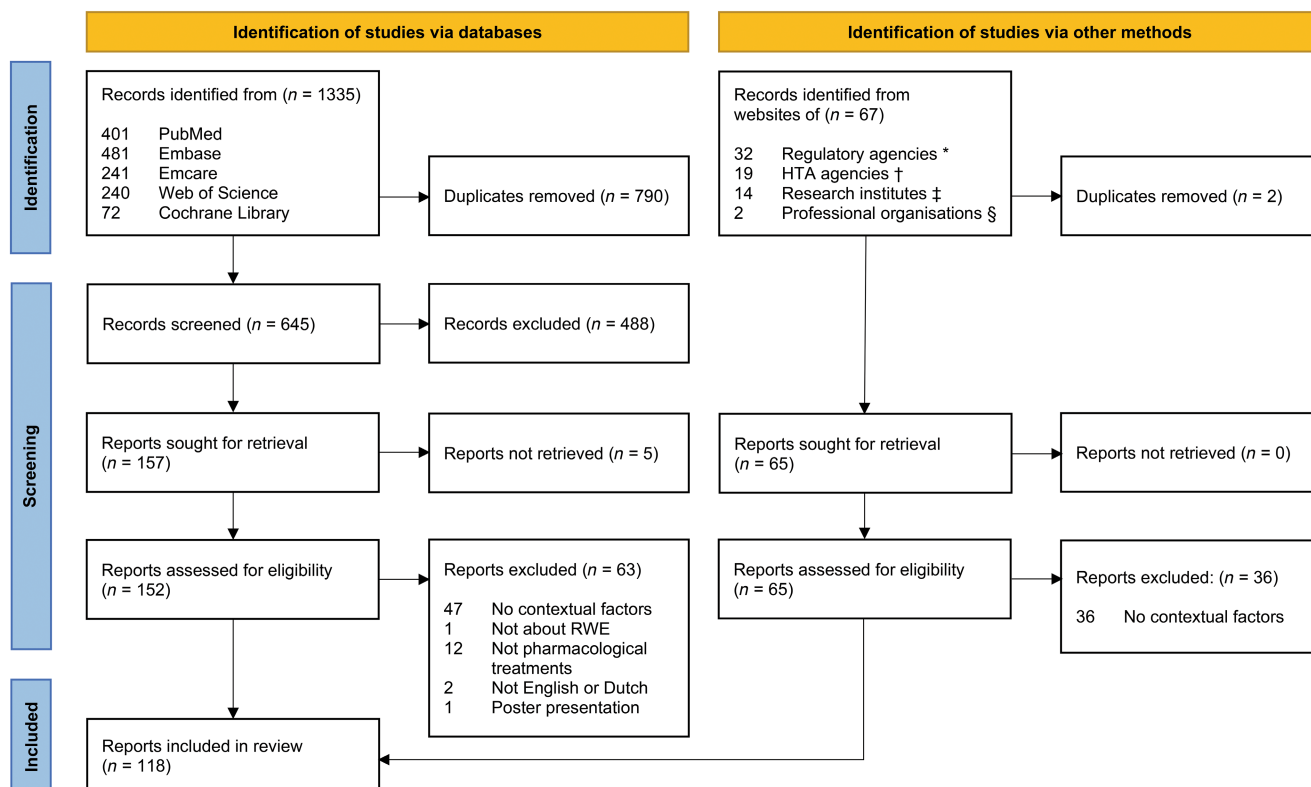 Identification of studies via databases
Identification of studies via other methods
Identification
Records identified from (n = 1335)
401 PubMed
481 Embase
241 Emcare
240 Web of Science
72 Cochrane Library
Duplicates removed (n = 790)
Records identified from
websites of (n = 67)
32 Regulatory agencies *
19 HTA agencies †
14 Research institutes ‡
2 Professional organisations §
Duplicates removed (n = 2)
Screening
Records screened (n = 645)
Records excluded (n = 488)
Reports sought for retrieval
(n = 157)
Reports not retrieved (n = 5)
Reports sought for retrieval
(n = 65)
Reports not retrieved (n = 0)
Reports assessed for eligibility
(n = 152)
Reports excluded (n = 63)
47 No contextual factors
1 Not about RWE
12 Not pharmacological
treatments
2 Not English or Dutch
1 Poster presentation
Reports assessed for eligibility
(n = 65)
Reports excluded: (n = 36)
36 No contextual factors
Included
Reports included in review
(n = 118)